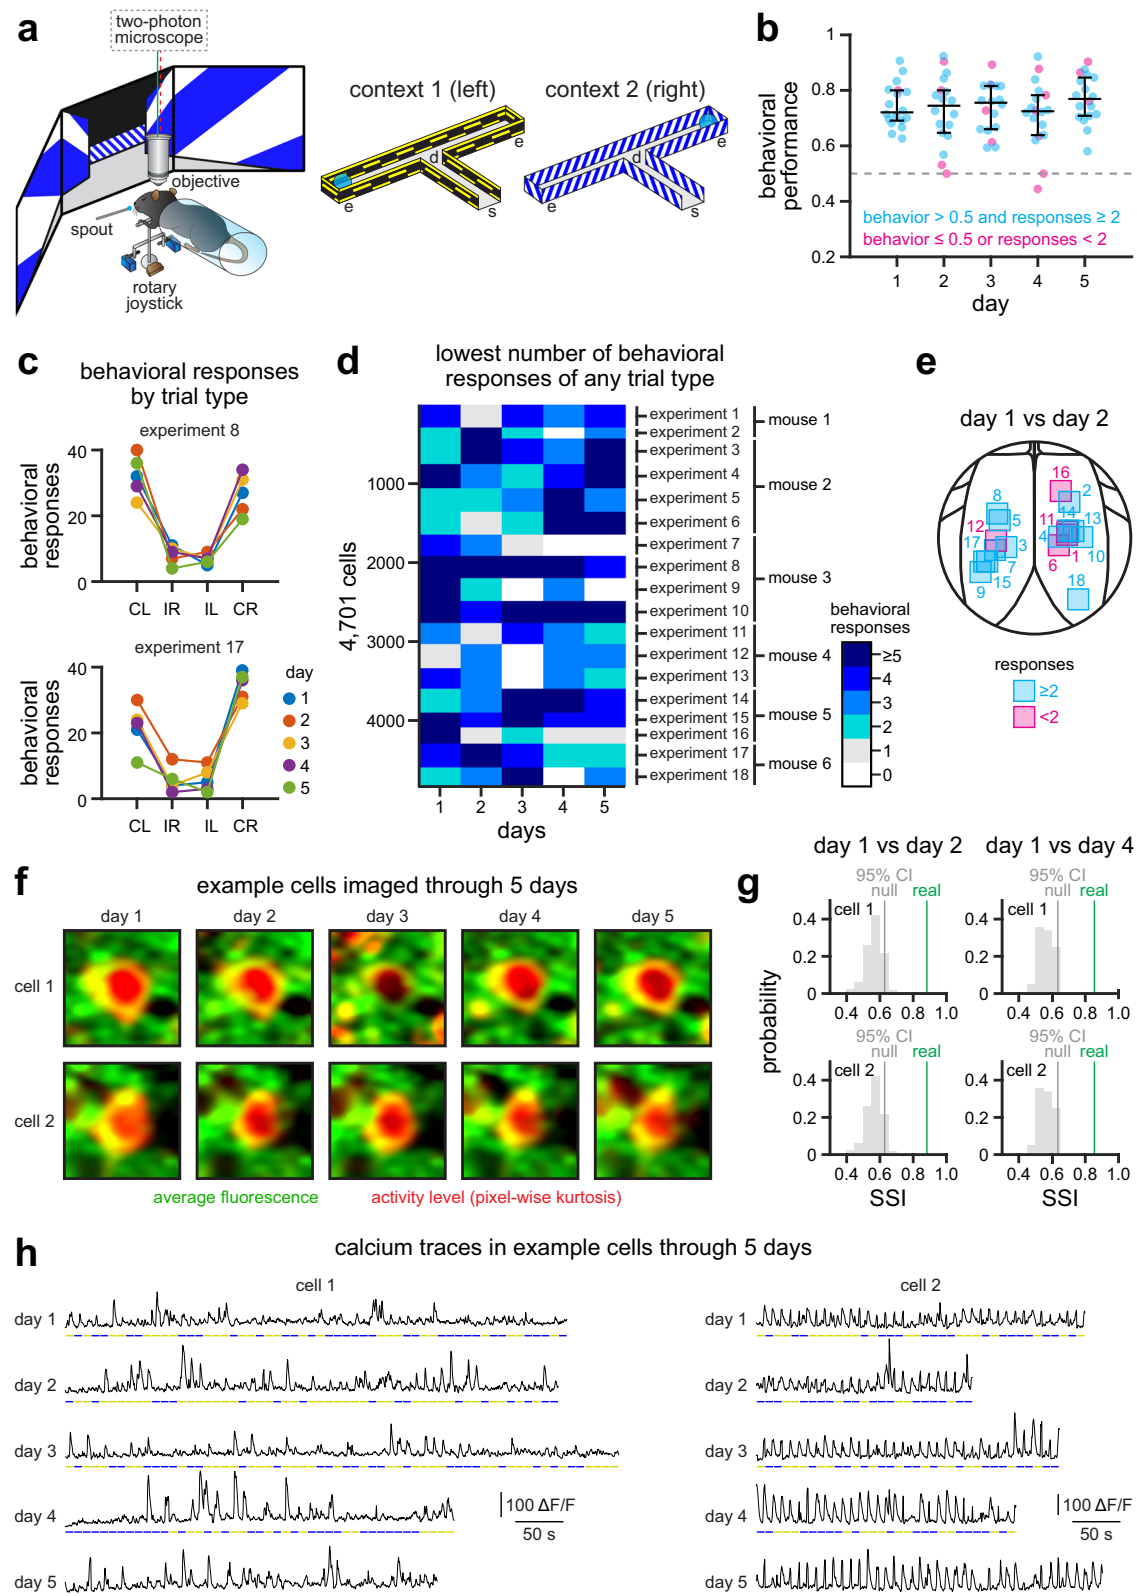 a
two-photon
microscope
objective
spout
rotary
joystick
context 1 (left)
e
d
e
s
context 2 (right)
e
d
e
s
b
behavioral
performance
1
0.8
0.6
0.4
0.2
behavior > 0.5 and responses ≥ 2
behavior ≤ 0.5 or responses < 2
1 2 3 4 5
day
c
behavioral responses
by trial type
experiment 8
behavioral
responses
40
20
0
CL IR IL CR
experiment 17
behavioral
responses
40
20
0
CL IR IL CR
day
1
2
3
4
5
d
lowest number of behavioral
responses of any trial type
4,701 cells
1000
2000
3000
4000
1 2 3 4 5
days
experiment 1
experiment 2
experiment 3
experiment 4
experiment 5
experiment 6
experiment 7
experiment 8
experiment 9
experiment 10
experiment 11
experiment 12
experiment 13
experiment 14
experiment 15
experiment 16
experiment 17
experiment 18
mouse 1
mouse 2
mouse 3
mouse 4
mouse 5
mouse 6
behavioral
responses
≥5
4
3
2
1
0
e
day 1 vs day 2
16
2
8
5
14
11
13
12
4
17
3
10
6
1
7
9
15
18
responses
≥2
<2
f
example cells imaged through 5 days
day 1 day 2 day 3 day 4 day 5
cell 1
cell 2
average fluorescence
activity level (pixel-wise kurtosis)
g
day 1 vs day 2
day 1 vs day 4
probability
95% CI
null real
cell 1
0.4
0.2
0
0.4 0.6 0.8 1.0
95% CI
null real
cell 1
0.4
0.2
0
0.4 0.6 0.8 1.0
95% CI
null real
cell 2
0.4
0.2
0
0.4 0.6 0.8 1.0
SSI
95% CI
null real
cell 2
0.4
0.2
0
0.4 0.6 0.8 1.0
SSI
h
calcium traces in example cells through 5 days
cell 1
day 1
day 2
day 3
day 4
day 5
100 ΔF/F
50 s
cell 2
day 1
day 2
day 3
day 4
day 5
100 ΔF/F
50 s